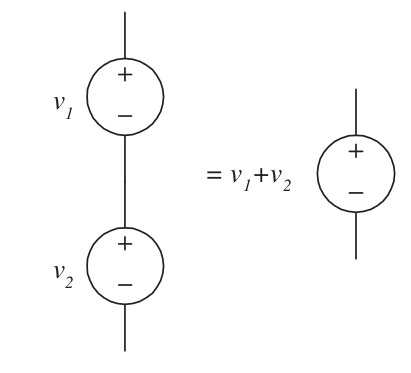 +
v1
−
= v1+v2
+
−
+
v2
−